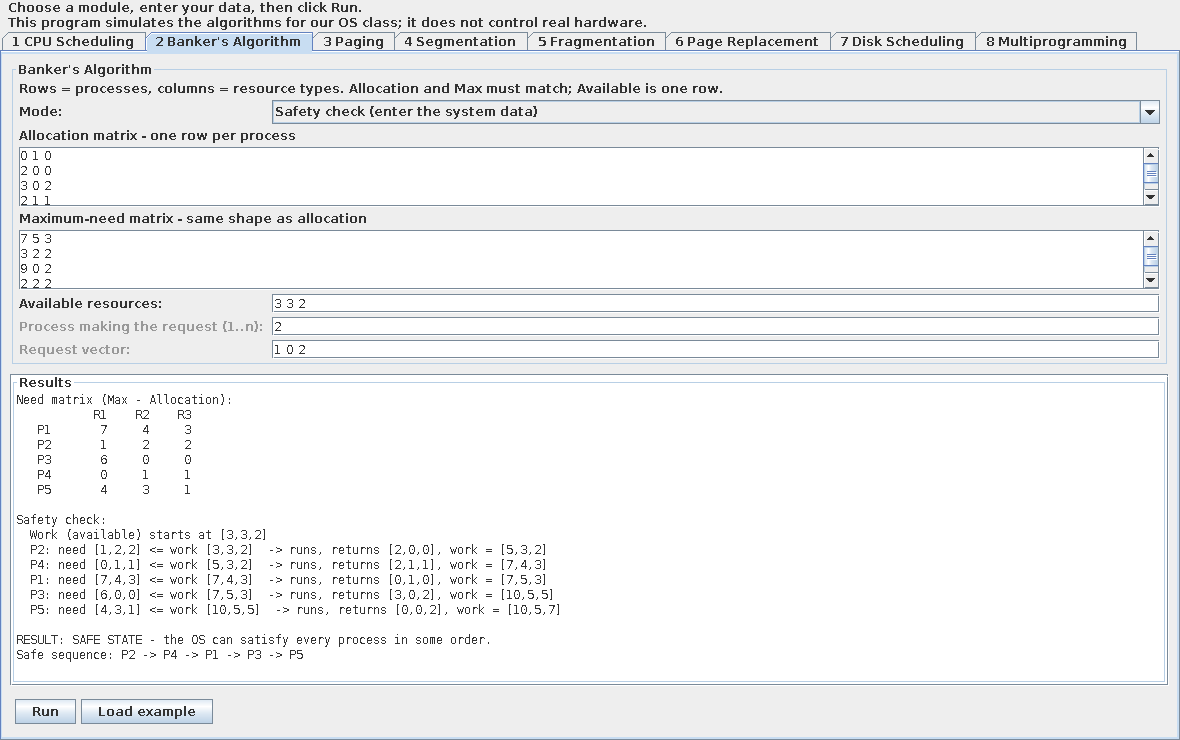 Choose a module, enter your data, then click Run.
This program simulates the algorithms for our OS class; it does not control real hardware.
1 CPU Scheduling 2 Banker's Algorithm 3 Paging 4 Segmentation 5 Fragmentation 6 Page Replacement 7 Disk Scheduling 8 Multiprogramming
Banker's Algorithm
Rows = processes, columns = resource types. Allocation and Max must match; Available is one row.
Mode: Safety check (enter the system data)
Allocation matrix - one row per process
0 1 0
2 0 0
3 0 2
2 1 1
Maximum-need matrix - same shape as allocation
7 5 3
3 2 2
9 0 2
2 2 2
Available resources: 3 3 2
Process making the request (1..n): 2
Request vector: 1 0 2
Results
Need matrix (Max - Allocation):
R1 R2 R3
P1 7 4 3
P2 1 2 2
P3 6 0 0
P4 0 1 1
P5 4 3 1
Safety check:
Work (available) starts at [3,3,2]
P2: need [1,2,2] <= work [3,3,2] -> runs, returns [2,0,0], work = [5,3,2]
P4: need [0,1,1] <= work [5,3,2] -> runs, returns [2,1,1], work = [7,4,3]
P1: need [7,4,3] <= work [7,4,3] -> runs, returns [0,1,0], work = [7,5,3]
P3: need [6,0,0] <= work [7,5,3] -> runs, returns [3,0,2], work = [10,5,5]
P5: need [4,3,1] <= work [10,5,5] -> runs, returns [0,0,2], work = [10,5,7]
RESULT: SAFE STATE - the OS can satisfy every process in some order.
Safe sequence: P2 -> P4 -> P1 -> P3 -> P5
Run Load example